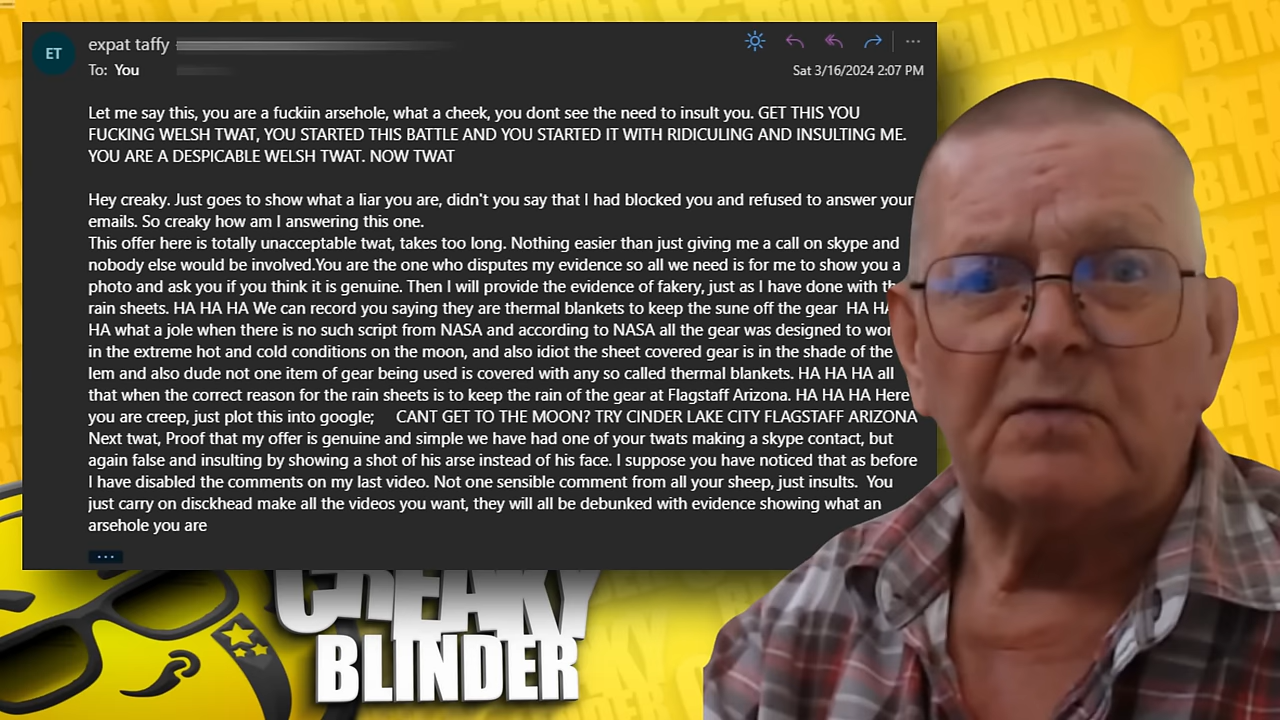 ET
expat taffy
To: You
Sat 3/16/2024 2:07 PM
Let me say this, you are a fuckiin arsehole, what a cheek, you dont see the need to insult you. GET THIS YOU
FUCKING WELSH TWAT, YOU STARTED THIS BATTLE AND YOU STARTED IT WITH RIDICULING AND INSULTING ME.
YOU ARE A DESPICABLE WELSH TWAT. NOW TWAT
Hey creaky. Just goes to show what a liar you are, didn't you say that I had blocked you and refused to answer your
emails. So creaky how am I answering this one.
This offer here is totally unacceptable twat, takes too long. Nothing easier than just giving me a call on skype and
nobody else would be involved.You are the one who disputes my evidence so all we need is for me to show you a
photo and ask you if you think it is genuine. Then I will provide the evidence of fakery, just as I have done with
rain sheets. HA HA HA We can record you saying they are thermal blankets to keep the sune off the gear HA
HA what a jole when there is no such script from NASA and according to NASA all the gear was designed to
in the extreme hot and cold conditions on the moon, and also idiot the sheet covered gear is in the shade of the
lem and also dude not one item of gear being used is covered with any so called thermal blankets. HA HA HA all
that when the correct reason for the rain sheets is to keep the rain of the gear at Flagstaff Arizona. HA HA HA Here
you are creep, just plot this into google; CANT GET TO THE MOON? TRY CINDER LAKE CITY FLAGSTAFF ARIZONA
Next twat, Proof that my offer is genuine and simple we have had one of your twats making a skype contact, but
again false and insulting by showing a shot of his arse instead of his face. I suppose you have noticed that as before
I have disabled the comments on my last video. Not one sensible comment from all your sheep, just insults. You
just carry on disckhead make all the videos you want, they will all be debunked with evidence showing what an
arsehole you are
CREAKY
BLINDER